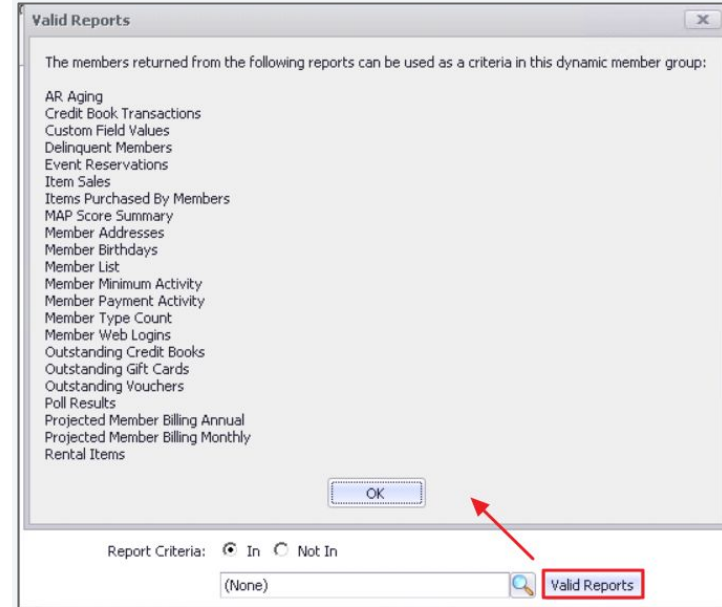 Valid Reports
The members returned from the following reports can be used as a criteria in this dynamic member group:
AR Aging
Credit Book Transactions
Custom Field Values
Delinquent Members
Event Reservations
Item Sales
Items Purchased By Members
MAP Score Summary
Member Addresses
Member Birthdays
Member List
Member Minimum Activity
Member Payment Activity
Member Type Count
Member Web Logins
Outstanding Credit Books
Outstanding Gift Cards
Outstanding Vouchers
Poll Results
Projected Member Billing Annual
Projected Member Billing Monthly
Rental Items
OK
Report Criteria: In Not In
(None) Valid Reports